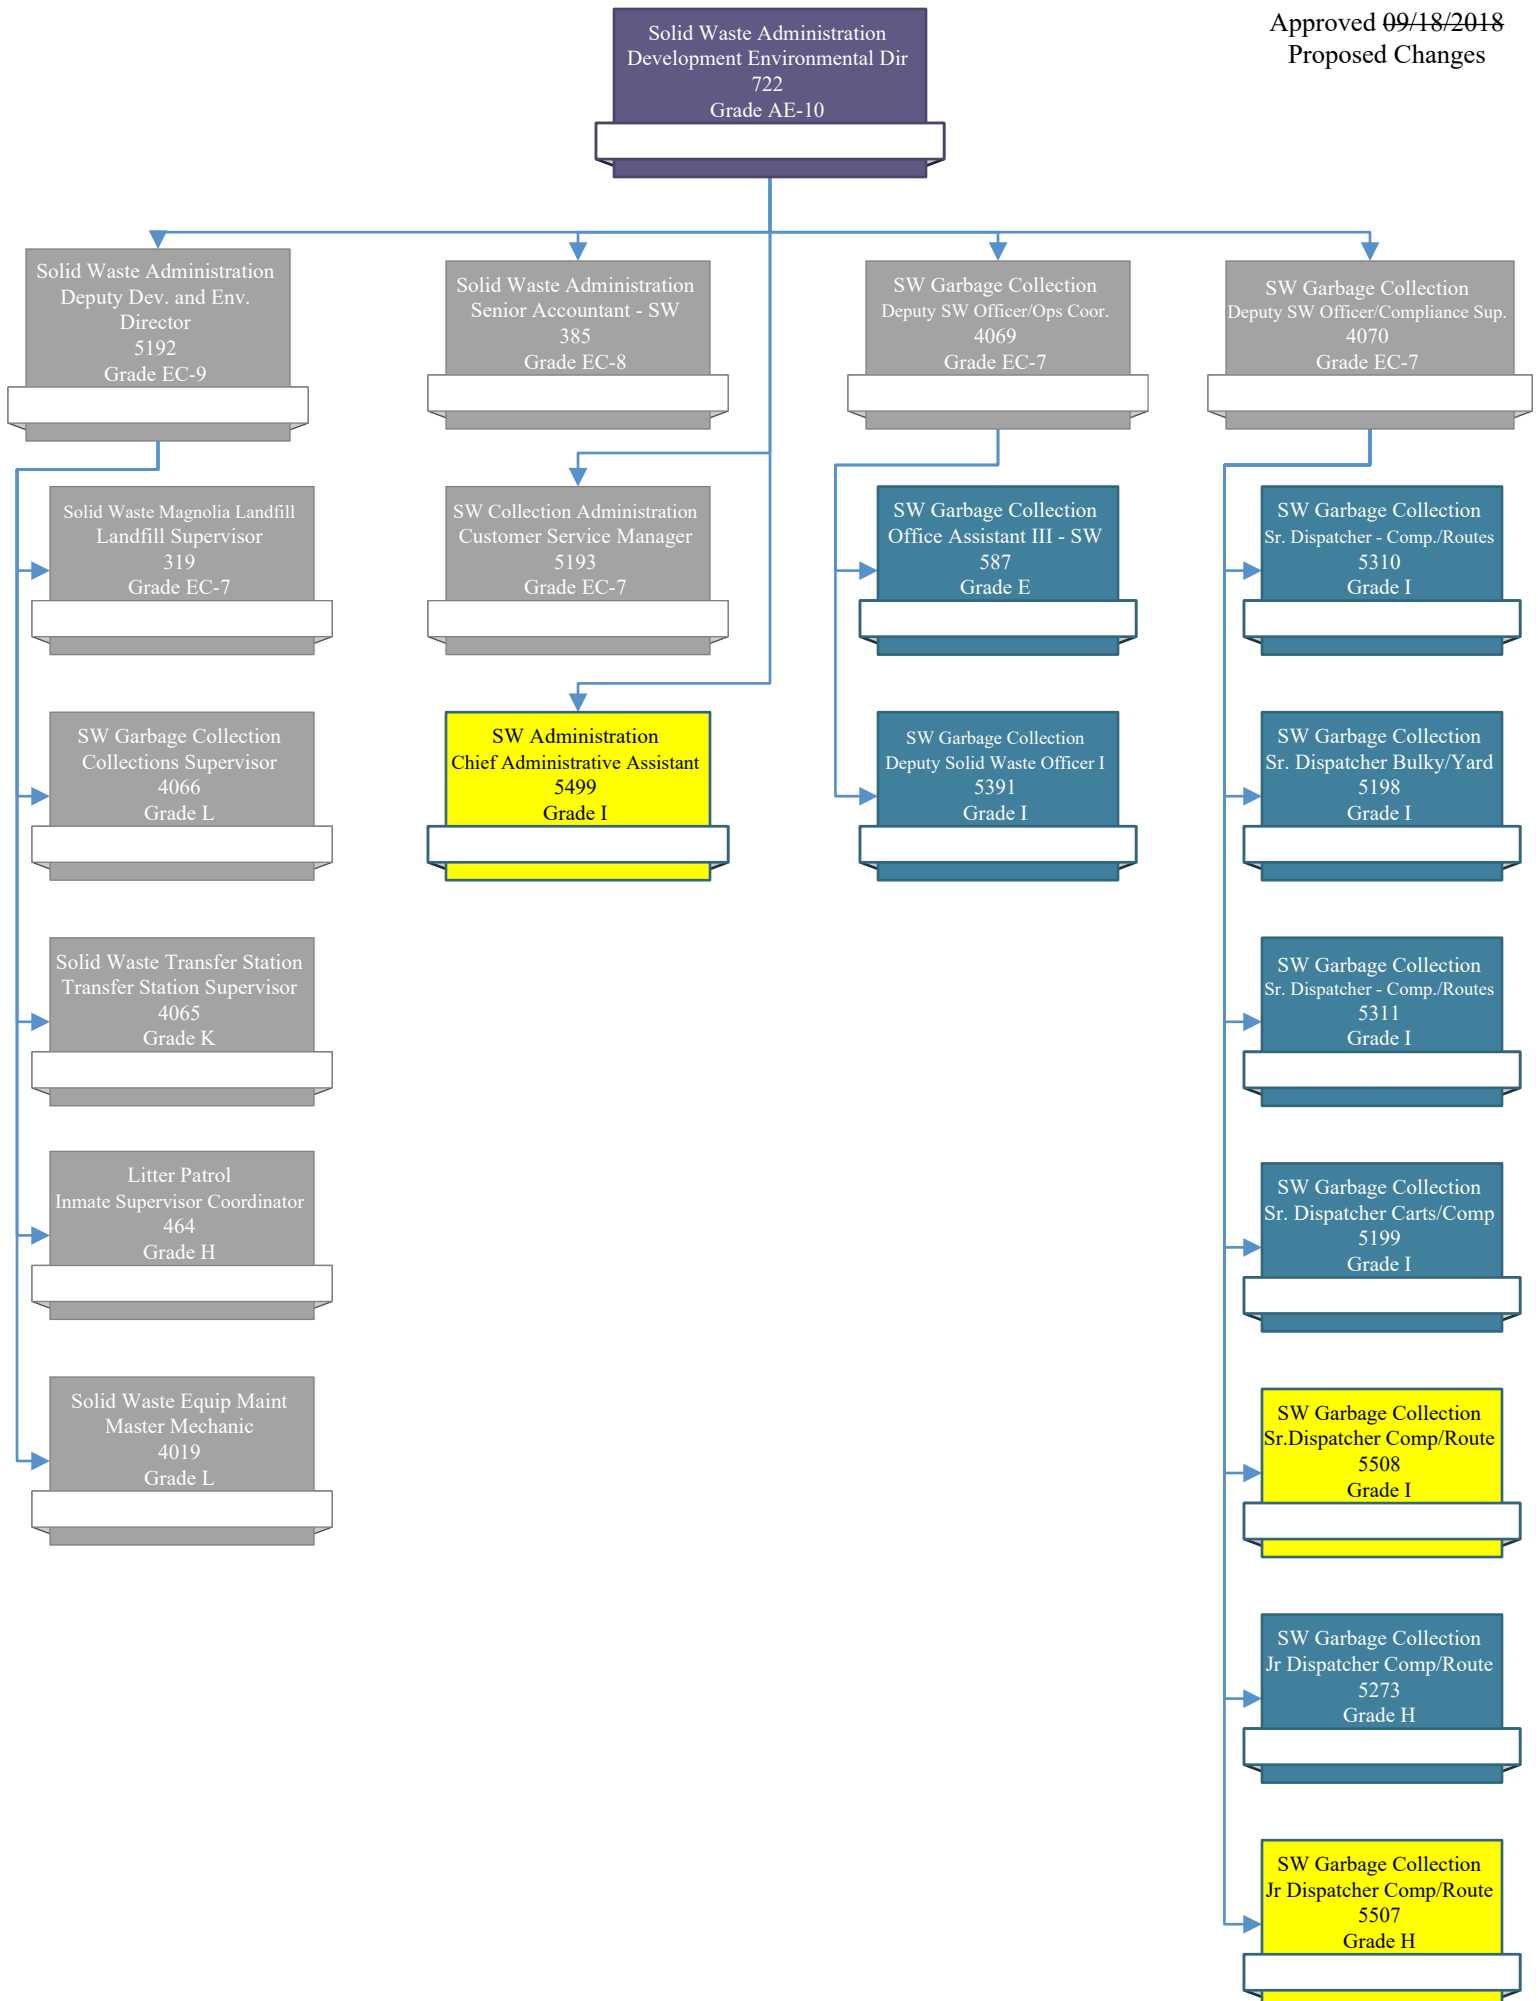 Approved 09/18/2018
Proposed Changes
Solid Waste Administration
Development Environmental Dir
722
Grade AE-10
Solid Waste Administration
Deputy Dev. and Env.
Director
5192
Grade EC-9
Solid Waste Administration
Senior Accountant - SW
385
Grade EC-8
SW Garbage Collection
Deputy SW Officer/Ops Coor.
4069
Grade EC-7
SW Garbage Collection
Deputy SW Officer/Compliance Sup.
4070
Grade EC-7
Solid Waste Magnolia Landfill
Landfill Supervisor
319
Grade EC-7
SW Collection Administration
Customer Service Manager
5193
Grade EC-7
SW Garbage Collection
Office Assistant III - SW
587
Grade E
SW Garbage Collection
Sr. Dispatcher - Comp./Routes
5310
Grade I
SW Garbage Collection
Collections Supervisor
4066
Grade L
SW Administration
Chief Administrative Assistant
5499
Grade I
SW Garbage Collection
Deputy Solid Waste Officer I
5391
Grade I
SW Garbage Collection
Sr. Dispatcher Bulky/Yard
5198
Grade I
Solid Waste Transfer Station
Transfer Station Supervisor
4065
Grade K
SW Garbage Collection
Sr. Dispatcher - Comp./Routes
5311
Grade I
Litter Patrol
Inmate Supervisor Coordinator
464
Grade H
SW Garbage Collection
Sr. Dispatcher Carts/Comp
5199
Grade I
Solid Waste Equip Maint
Master Mechanic
4019
Grade L
SW Garbage Collection
Sr.Dispatcher Comp/Route
5508
Grade I
SW Garbage Collection
Jr Dispatcher Comp/Route
5273
Grade H
SW Garbage Collection
Jr Dispatcher Comp/Route
5507
Grade H